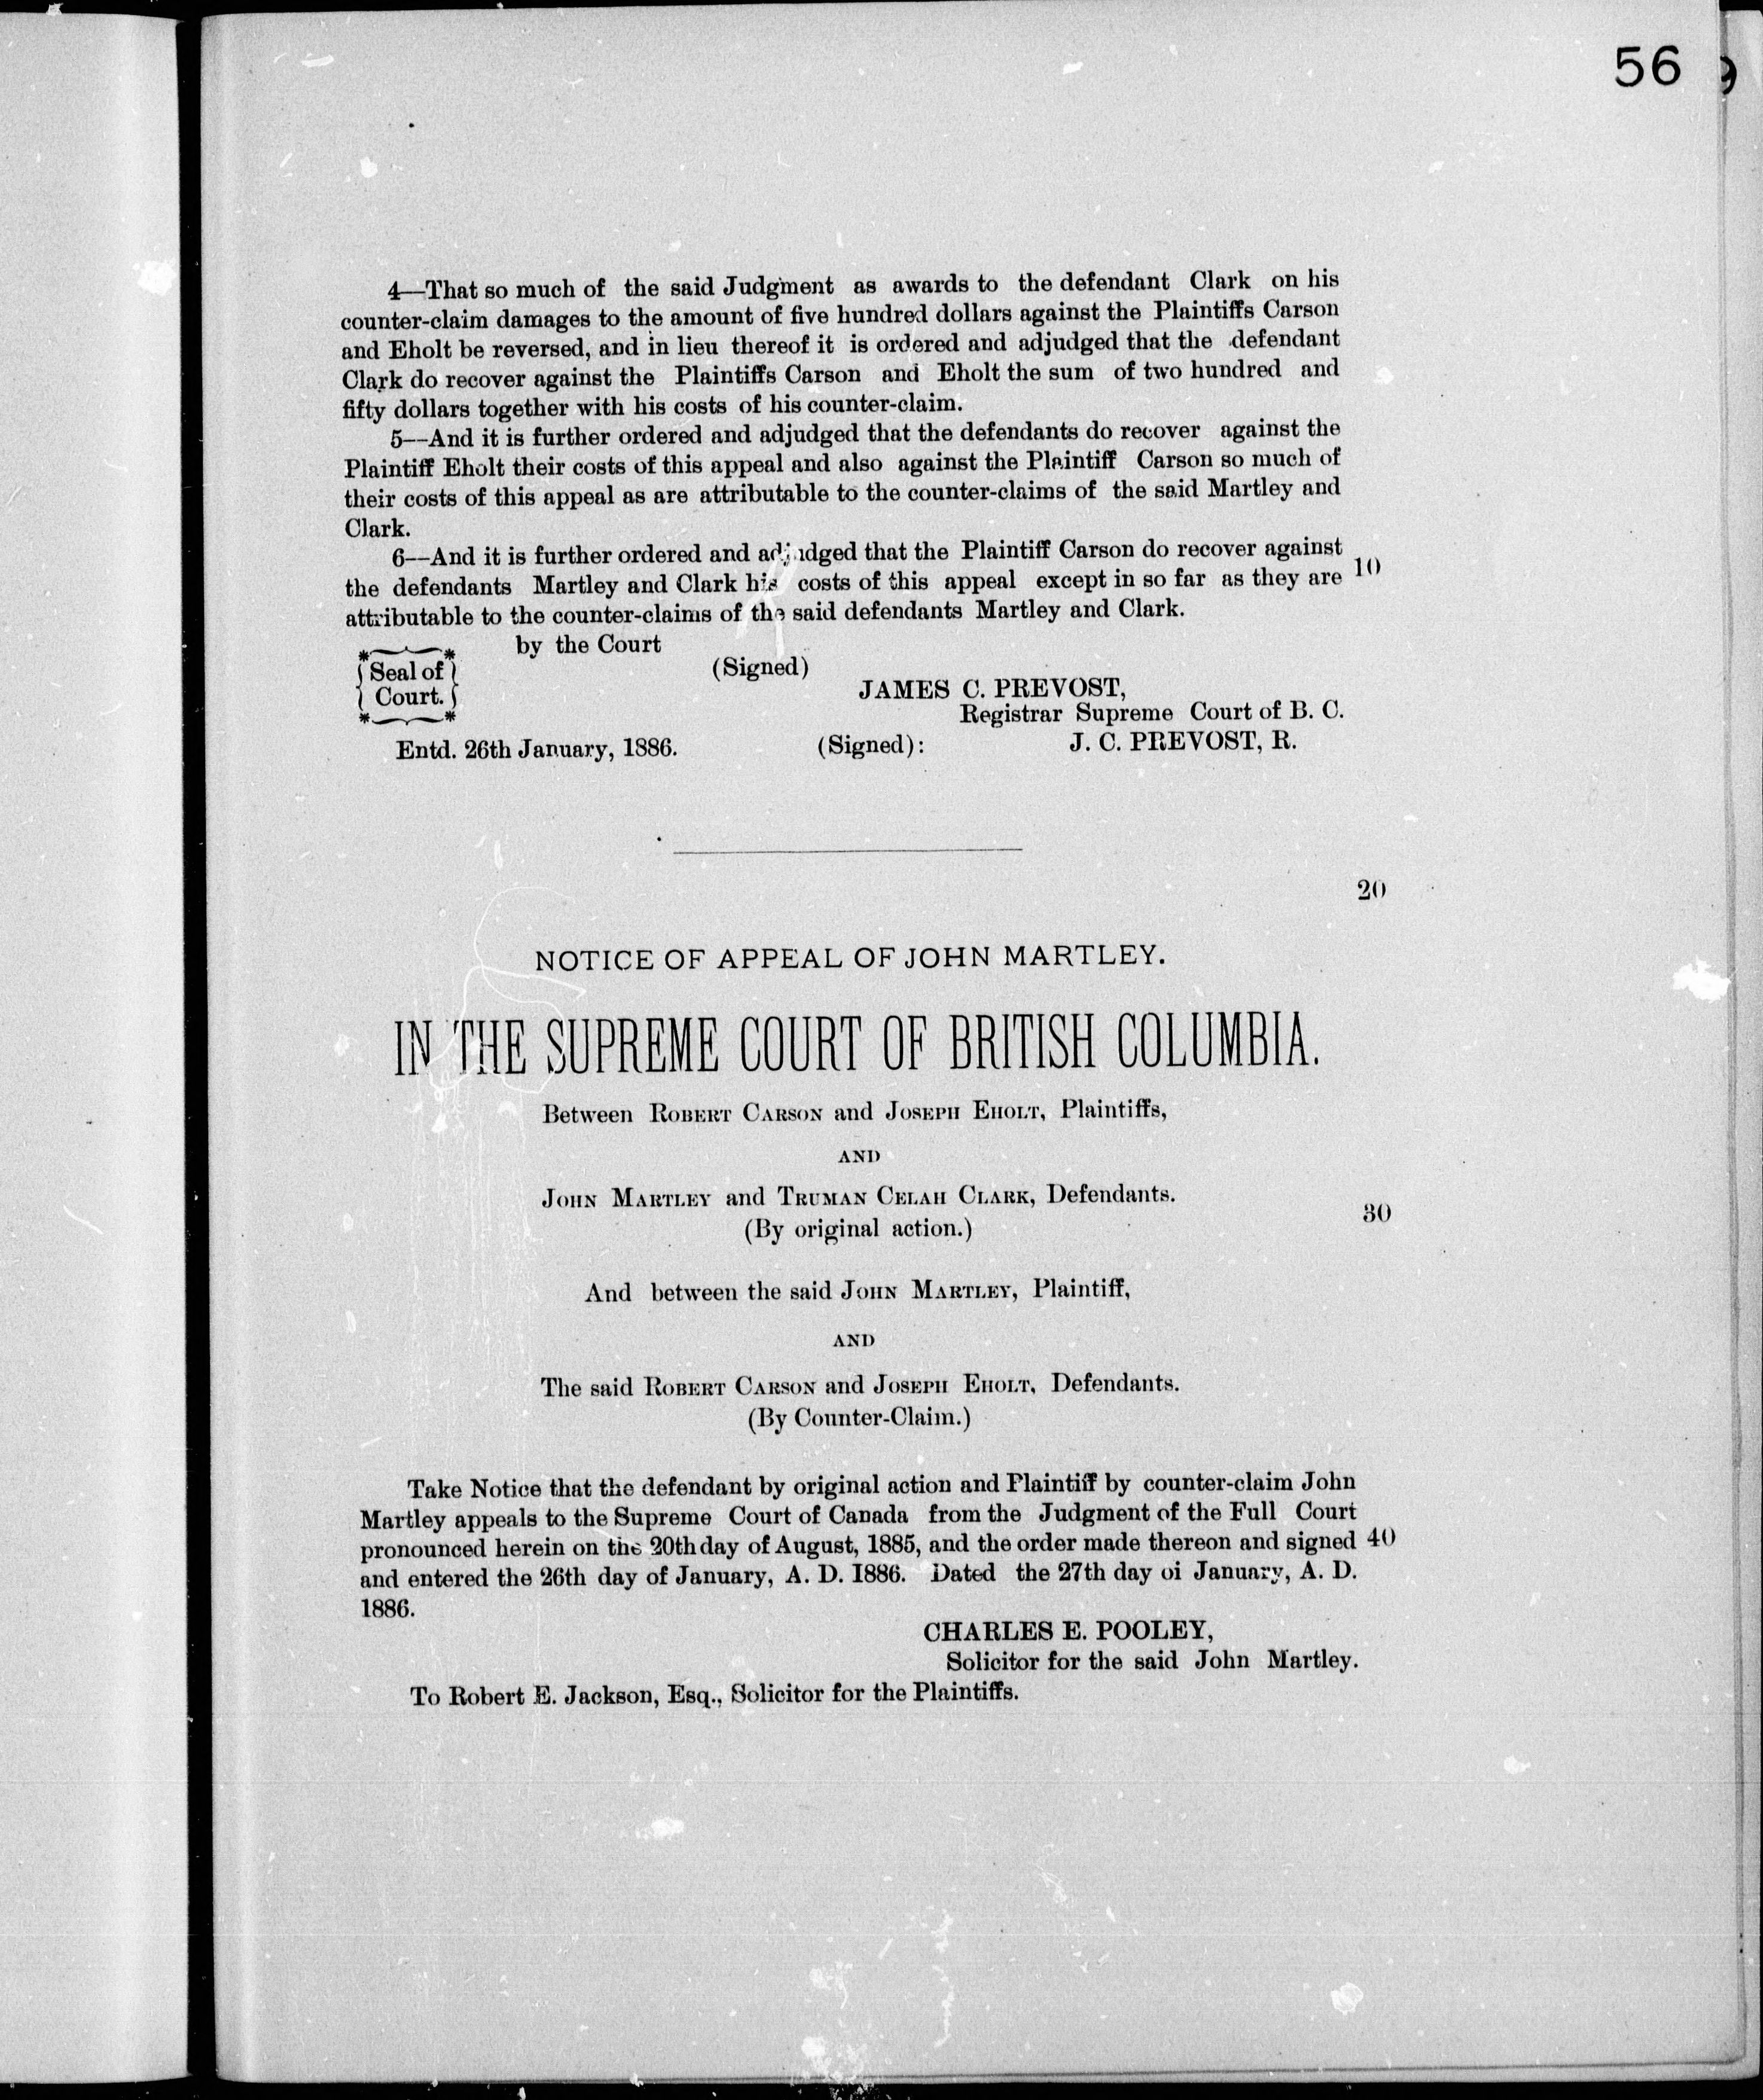 56
4—That so much of the said Judgment as awards to the defendant Clark on his
counter-claim damages to the amount of five hundred dollars against the Plaintiffs Carson
and Eholt be reversed, and in lieu thereof it is ordered and adjudged that the defendant
Clark do recover against the Plaintiffs Carson and Eholt the sum of two hundred and
fifty dollars together with his costs of his counter-claim.
5—And it is further ordered and adjudged that the defendants do recover against the
Plaintiff Eholt their costs of this appeal and also against the Plaintiff Carson so much of
their costs of this appeal as are attributable to the counter-claims of the said Martley and
Clark.
6—And it is further ordered and adjudged that the Plaintiff Carson do recover against
the defendants Martley and Clark his costs of this appeal except in so far as they are 10
attributable to the counter-claims of the said defendants Martley and Clark.
by the Court
Seal of
Court.
(Signed)
JAMES C. PREVOST,
Registrar Supreme Court of B. C.
Entd. 26th January, 1886. (Signed): J. C. PREVOST, R.
20
NOTICE OF APPEAL OF JOHN MARTLEY.
IN THE SUPREME COURT OF BRITISH COLUMBIA.
Between ROBERT CARSON and JOSEPH EHOLT, Plaintiffs,
AND
JOHN MARTLEY and TRUMAN CELAH CLARK, Defendants.
30
(By original action.)
And between the said JOHN MARTLEY, Plaintiff,
AND
The said ROBERT CARSON and JOSEPH EHOLT, Defendants.
(By Counter-Claim.)
Take Notice that the defendant by original action and Plaintiff by counter-claim John
Martley appeals to the Supreme Court of Canada from the Judgment of the Full Court
pronounced herein on the 20th day of August, 1885, and the order made thereon and signed 40
and entered the 26th day of January, A. D. 1886. Dated the 27th day oi January, A. D.
1886.
CHARLES E. POOLEY,
Solicitor for the said John Martley.
To Robert E. Jackson, Esq., Solicitor for the Plaintiffs.